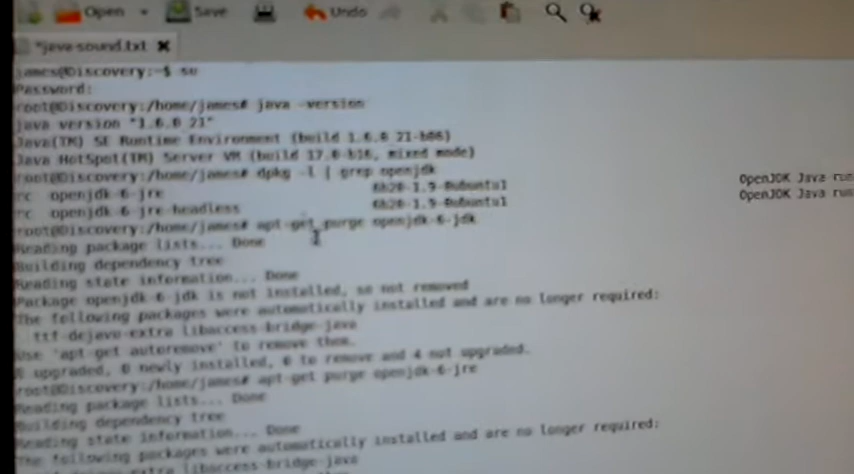 Open Save Undo
*java-sound.txt
james@Discovery:~$ su
Password:
root@Discovery:/home/james# java -version
java version "1.6.0_21"
Java(TM) SE Runtime Environment (build 1.6.0_21-b06)
Java HotSpot(TM) Server VM (build 17.0-b16, mixed mode)
root@Discovery:/home/james# dpkg -l | grep openjdk
rc openjdk-6-jre 6b20-1.9-0ubuntu1 OpenJDK Java run
rc openjdk-6-jre-headless 6b20-1.9-0ubuntu1 OpenJDK Java run
root@Discovery:/home/james# apt-get purge openjdk-6-jdk
Reading package lists... Done
Building dependency tree
Reading state information... Done
Package openjdk-6-jdk is not installed, so not removed
The following packages were automatically installed and are no longer required:
ttf-dejavu-extra libaccess-bridge-java
Use 'apt-get autoremove' to remove them.
0 upgraded, 0 newly installed, 0 to remove and 4 not upgraded.
root@Discovery:/home/james# apt-get purge openjdk-6-jre
Reading package lists... Done
Building dependency tree
Reading state information... Done
The following packages were automatically installed and are no longer required:
ttf-dejavu-extra libaccess-bridge-java